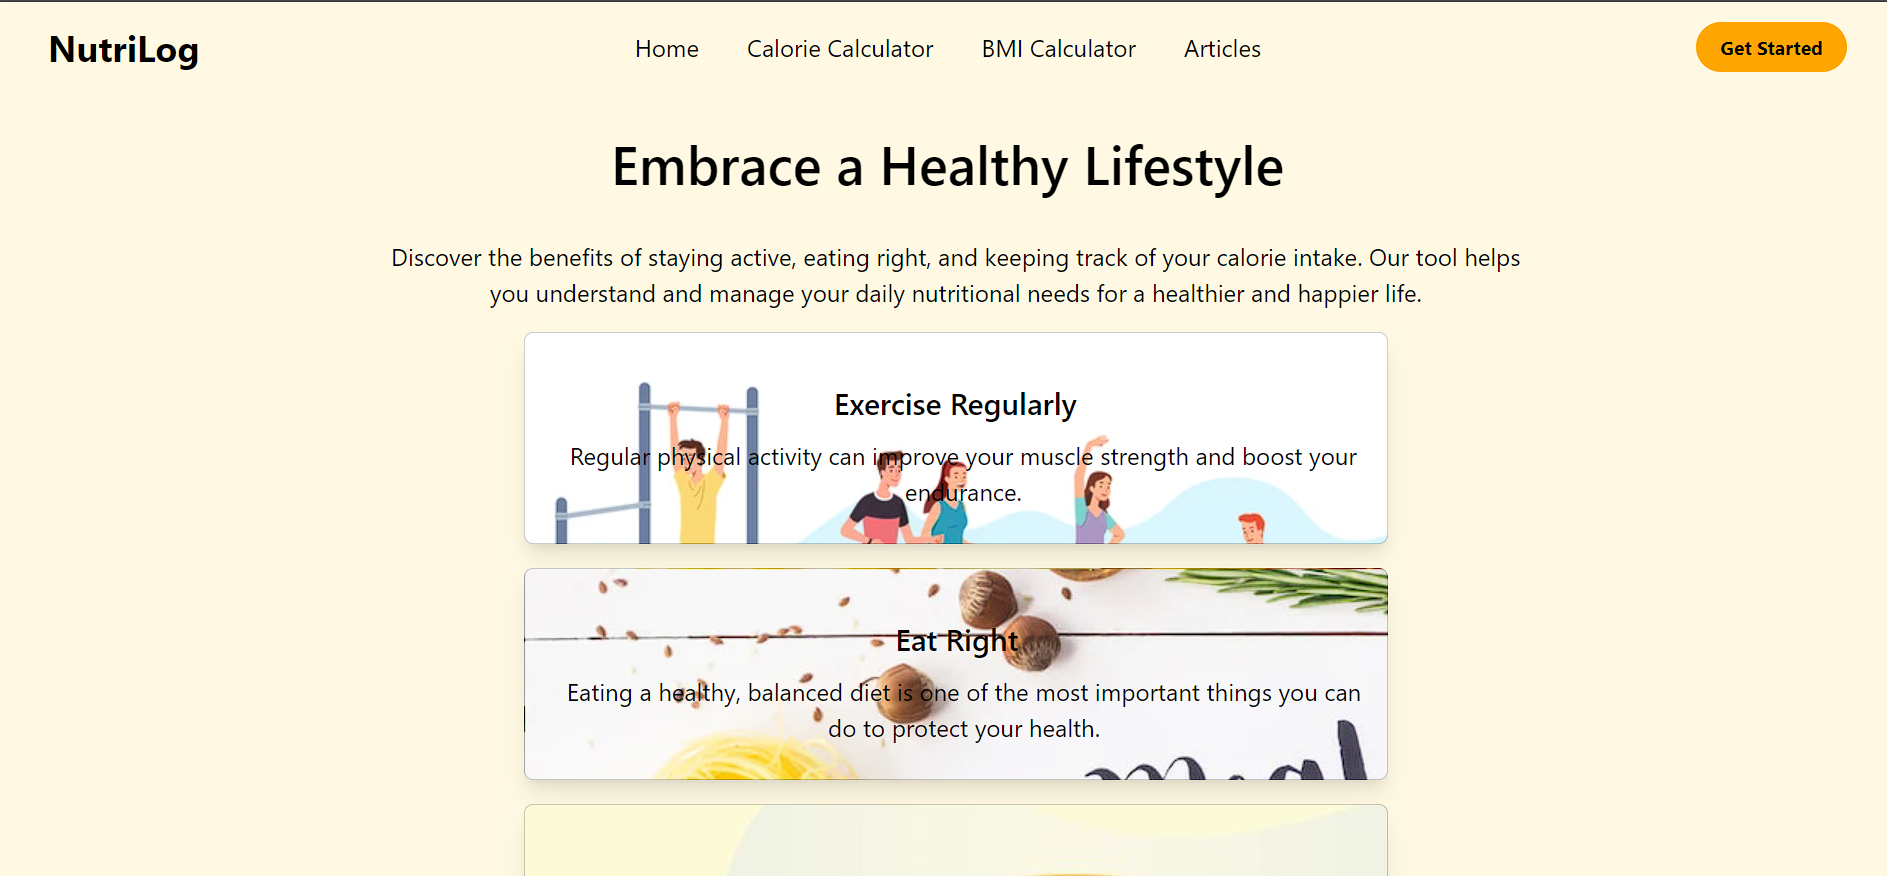 NutriLog
Home
Calorie Calculator
BMI Calculator
Articles
Get Started
Embrace a Healthy Lifestyle
Discover the benefits of staying active, eating right, and keeping track of your calorie intake. Our tool helps
you understand and manage your daily nutritional needs for a healthier and happier life.
Exercise Regularly
Regular physical activity can improve your muscle strength and boost your
endurance.
Eat Right
Eating a healthy, balanced diet is one of the most important things you can
do to protect your health.